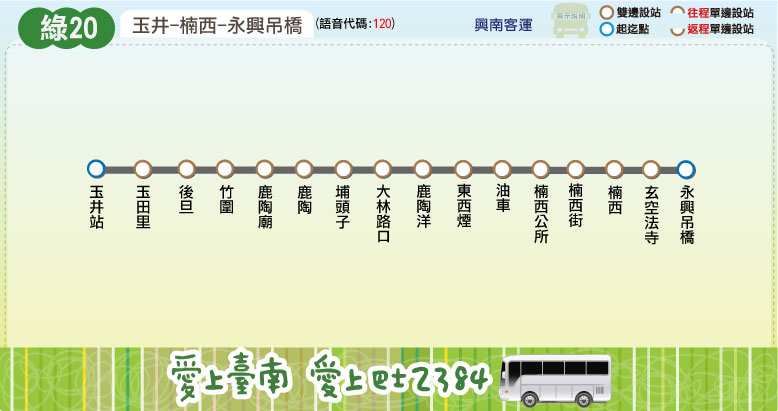 綠20
玉井–楠西–永興吊橋
(語音代碼:120)
興南客運
圖示說明
雙邊設站
往程單邊設站
起迄點
返程單邊設站
玉井站
玉田里
後旦
竹圍
鹿陶廟
鹿陶
埔頭子
大林路口
鹿陶洋
東西煙
油車
楠西公所
楠西街
楠西
玄空法寺
永興吊橋
愛上臺南 愛上巴士2384